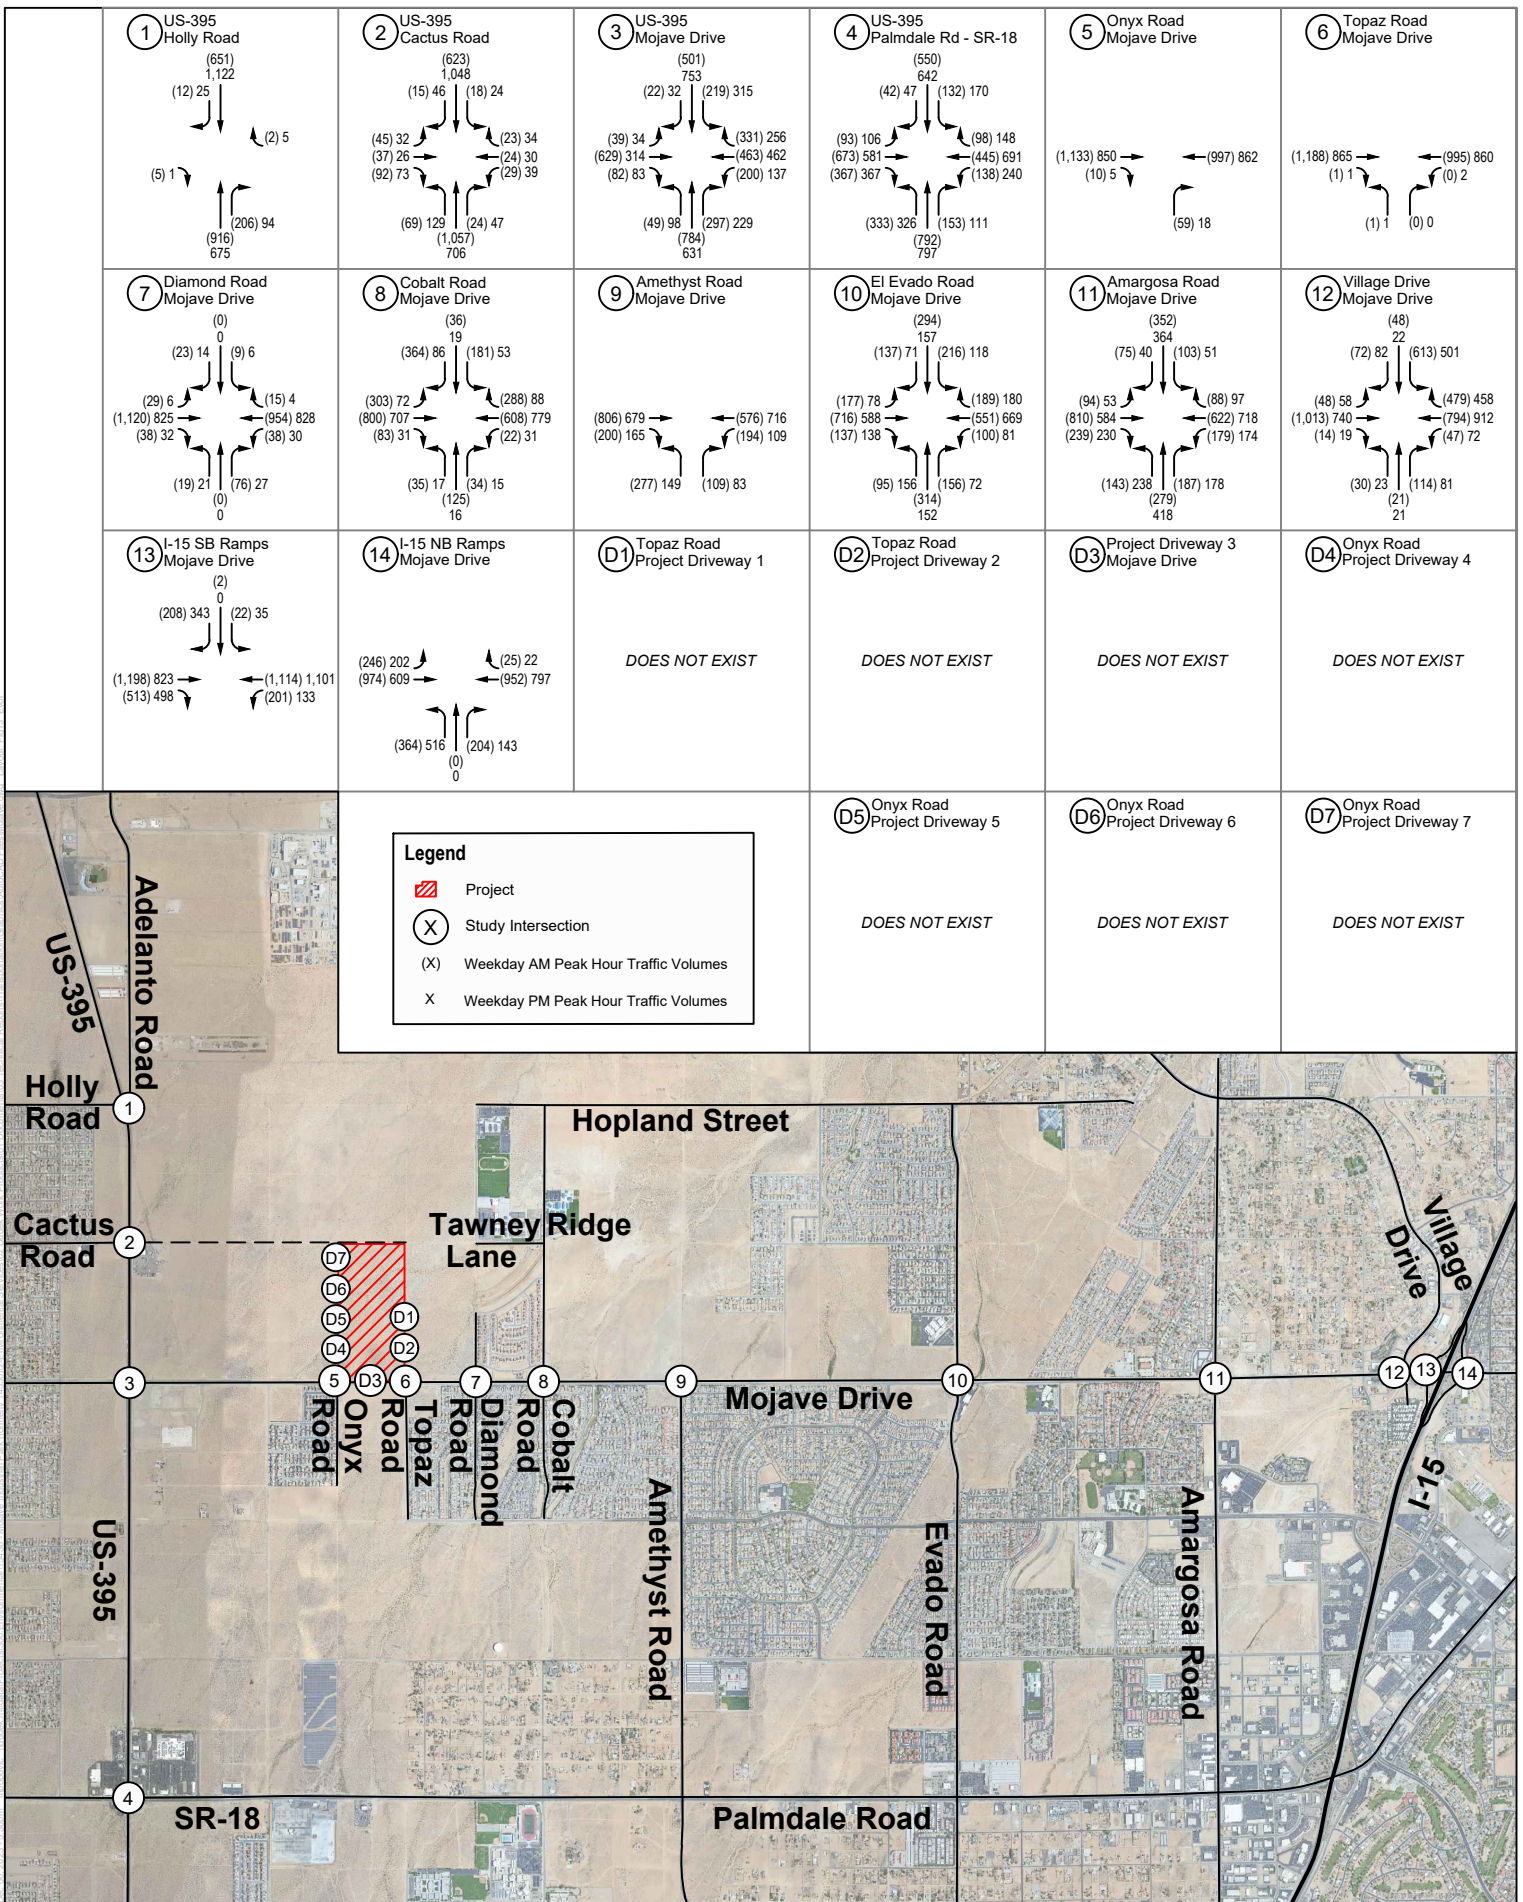 1 US-395
Holly Road
(651)
1,122
(12) 25
(2) 5
(5) 1
(206) 94
(916)
675
2 US-395
Cactus Road
(623)
1,048
(15) 46 (18) 24
(45) 32 (23) 34
(37) 26 (24) 30
(92) 73 (29) 39
(69) 129 (24) 47
(1,057)
706
3 US-395
Mojave Drive
(501)
753
(22) 32 (219) 315
(39) 34 (331) 256
(629) 314 (463) 462
(82) 83 (200) 137
(49) 98 (297) 229
(784)
631
4 US-395
Palmdale Rd - SR-18
(550)
642
(42) 47 (132) 170
(93) 106 (98) 148
(673) 581 (445) 691
(367) 367 (138) 240
(333) 326 (153) 111
(792)
797
5 Onyx Road
Mojave Drive
(1,133) 850 (997) 862
(10) 5
(59) 18
6 Topaz Road
Mojave Drive
(1,188) 865 (995) 860
(1) 1 (0) 2
(1) 1 (0) 0
7 Diamond Road
Mojave Drive
(0)
0
(23) 14 (9) 6
(29) 6 (15) 4
(1,120) 825 (954) 828
(38) 32 (38) 30
(19) 21 (76) 27
(0)
0
8 Cobalt Road
Mojave Drive
(36)
19
(364) 86 (181) 53
(303) 72 (288) 88
(800) 707 (608) 779
(83) 31 (22) 31
(35) 17 (34) 15
(125)
16
9 Amethyst Road
Mojave Drive
(806) 679 (576) 716
(200) 165 (194) 109
(277) 149 (109) 83
10 El Evado Road
Mojave Drive
(294)
157
(137) 71 (216) 118
(177) 78 (189) 180
(716) 588 (551) 669
(137) 138 (100) 81
(95) 156 (156) 72
(314)
152
11 Amargosa Road
Mojave Drive
(352)
364
(75) 40 (103) 51
(94) 53 (88) 97
(810) 584 (622) 718
(239) 230 (179) 174
(143) 238 (187) 178
(279)
418
12 Village Drive
Mojave Drive
(48)
22
(72) 82 (613) 501
(48) 58 (479) 458
(1,013) 740 (794) 912
(14) 19 (47) 72
(30) 23 (114) 81
(21)
21
13 I-15 SB Ramps
Mojave Drive
(2)
0
(208) 343 (22) 35
(1,198) 823 (1,114) 1,101
(513) 498 (201) 133
14 I-15 NB Ramps
Mojave Drive
(246) 202 (25) 22
(974) 609 (952) 797
(364) 516 (204) 143
(0)
0
D1 Topaz Road
Project Driveway 1
DOES NOT EXIST
D2 Topaz Road
Project Driveway 2
DOES NOT EXIST
D3 Project Driveway 3
Mojave Drive
DOES NOT EXIST
D4 Onyx Road
Project Driveway 4
DOES NOT EXIST
D5 Onyx Road
Project Driveway 5
DOES NOT EXIST
D6 Onyx Road
Project Driveway 6
DOES NOT EXIST
D7 Onyx Road
Project Driveway 7
DOES NOT EXIST
Legend
Project
X Study Intersection
(X) Weekday AM Peak Hour Traffic Volumes
X Weekday PM Peak Hour Traffic Volumes
US-395
Adelanto Road
Holly
Road
1
Hopland Street
Cactus
Road
2
Tawney Ridge
Lane
Village
Drive
D7
D6
D5
D4
D1
D2
3
5
D3
6
7
8
9
10
11
12
13
14
Mojave Drive
Onyx
Road
Topaz
Road
Diamond
Road
Cobalt
Road
Amethyst Road
Evado Road
Amargosa Road
I-15
US-395
4
SR-18
Palmdale Road